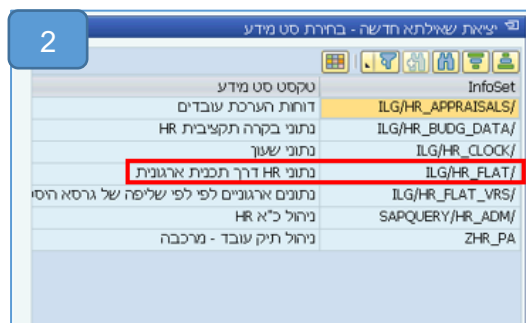 2
יציאת שאילתא חדשה - בחירת סט מידע
InfoSet טקסט סט מידע
/ILG/HR_APPRAISALS דוחות הערכת עובדים
/ILG/HR_BUDG_DATA נתוני בקרה תקציבית HR
/ILG/HR_CLOCK נתוני שעון
/ILG/HR_FLAT נתוני HR דרך תכנית ארגונית
/ILG/HR_FLAT_VRS נתונים ארגוניים לפי לפי שליפה של גרסא היסי
/SAPQUERY/HR_ADM ניהול כ"א HR
ZHR_PA ניהול תיק עובד - מרכבה